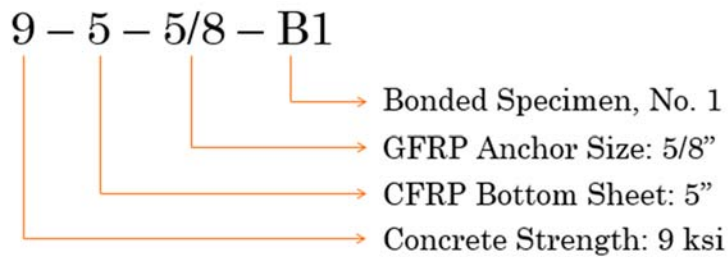 9 – 5 – 5/8 – B1
Bonded Specimen, No. 1
GFRP Anchor Size: 5/8”
CFRP Bottom Sheet: 5”
Concrete Strength: 9 ksi